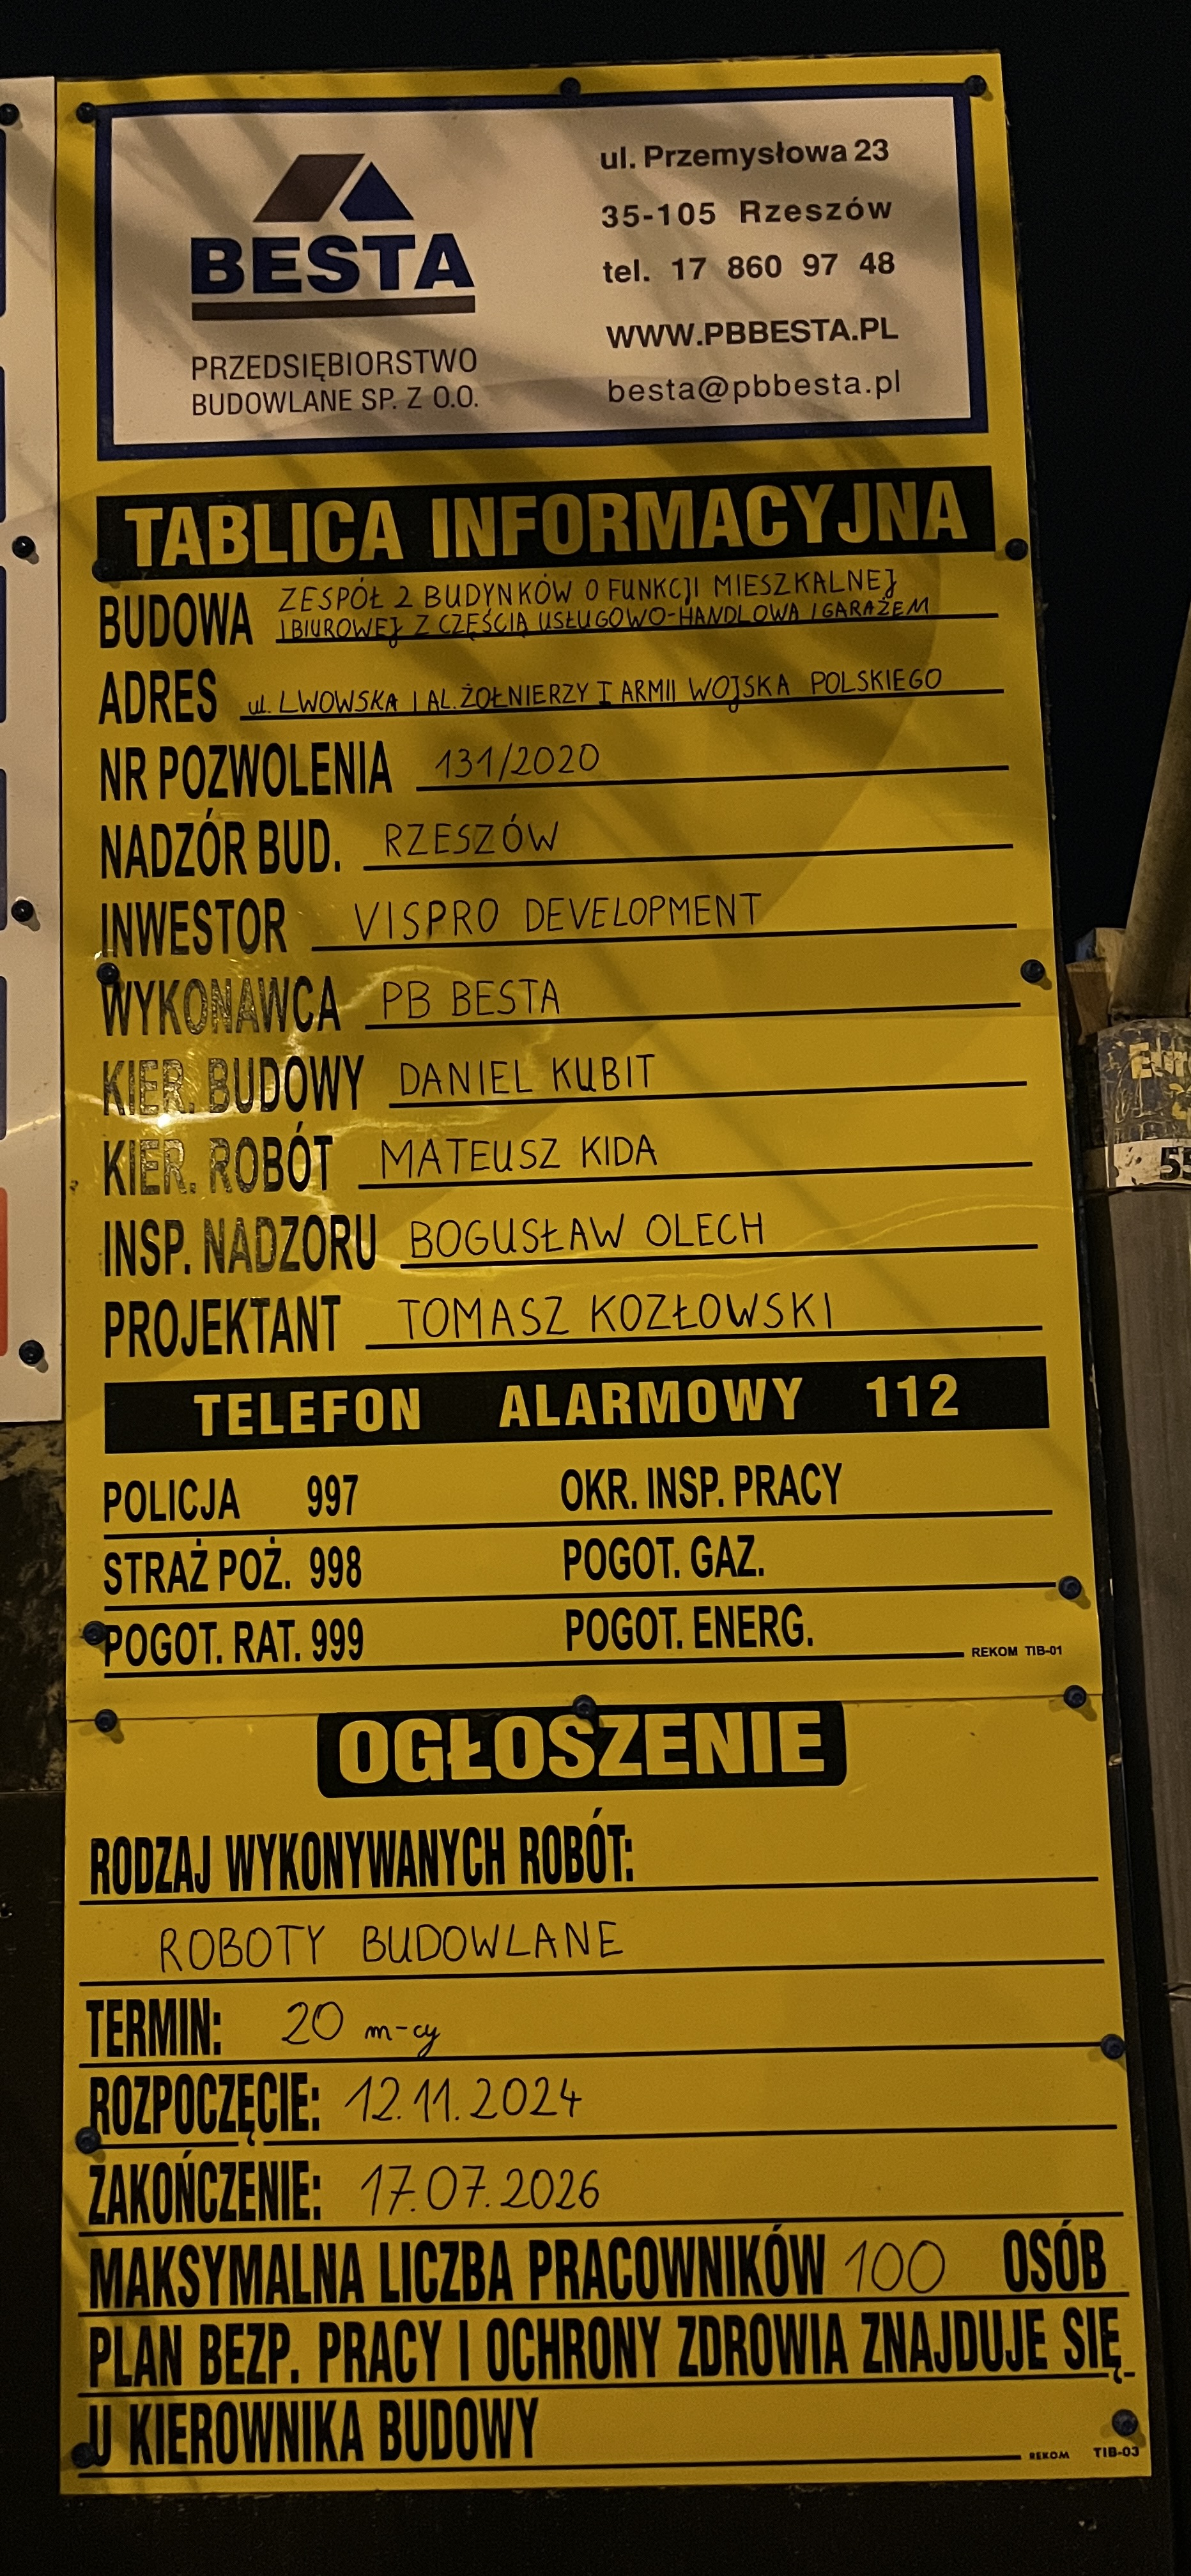 BESTA
PRZEDSIĘBIORSTWO
BUDOWLANE SP. Z O.O.
ul. Przemysłowa 23
35-105 Rzeszów
tel. 17 860 97 48
WWW.PBBESTA.PL
besta@pbbesta.pl
TABLICA INFORMACYJNA
BUDOWA ZESPÓŁ 2 BUDYNKÓW O FUNKCJI MIESZKALNEJ
I BIUROWEJ Z CZĘŚCIĄ USŁUGOWO-HANDLOWA I GARAŻEM
ADRES ul. LWOWSKA I AL. ŻOŁNIERZY I ARMII WOJSKA POLSKIEGO
NR POZWOLENIA 131/2020
NADZÓR BUD. RZESZÓW
INWESTOR VISPRO DEVELOPMENT
WYKONAWCA PB BESTA
KIER. BUDOWY DANIEL KUBIT
KIER. ROBÓT MATEUSZ KIDA
INSP. NADZORU BOGUSŁAW OLECH
PROJEKTANT TOMASZ KOZŁOWSKI
TELEFON ALARMOWY 112
POLICJA 997 OKR. INSP. PRACY
STRAŻ POŻ. 998 POGOT. GAZ.
POGOT. RAT. 999 POGOT. ENERG.
REKOM TIB-01
OGŁOSZENIE
RODZAJ WYKONYWANYCH ROBÓT:
ROBOTY BUDOWLANE
TERMIN: 20 m-cy
ROZPOCZĘCIE: 12.11.2024
ZAKOŃCZENIE: 17.07.2026
MAKSYMALNA LICZBA PRACOWNIKÓW 100 OSÓB
PLAN BEZP. PRACY I OCHRONY ZDROWIA ZNAJDUJE SIĘ
U KIEROWNIKA BUDOWY
REKOM TIB-03